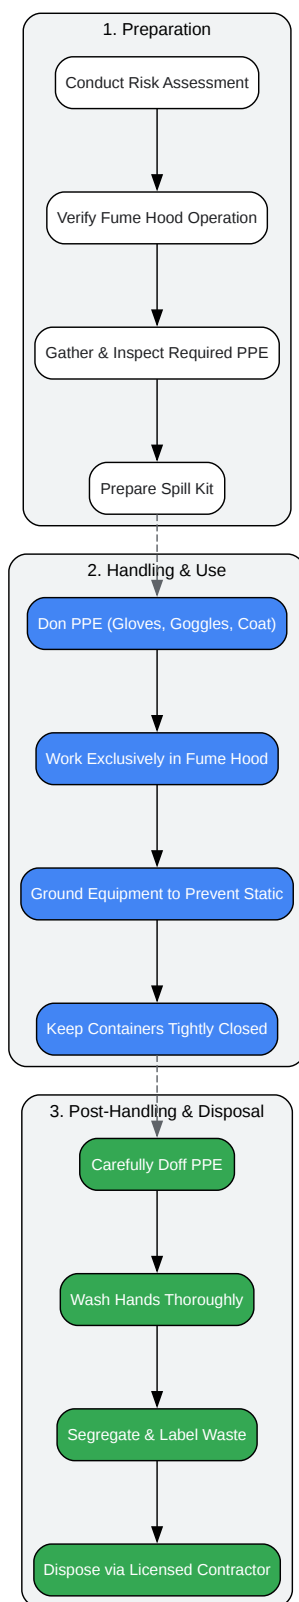 1. Preparation
Conduct Risk Assessment
Verify Fume Hood Operation
Gather & Inspect Required PPE
Prepare Spill Kit
2. Handling & Use
Don PPE (Gloves, Goggles, Coat)
Work Exclusively in Fume Hood
Ground Equipment to Prevent Static
Keep Containers Tightly Closed
3. Post-Handling & Disposal
Carefully Doff PPE
Wash Hands Thoroughly
Segregate & Label Waste
Dispose via Licensed Contractor